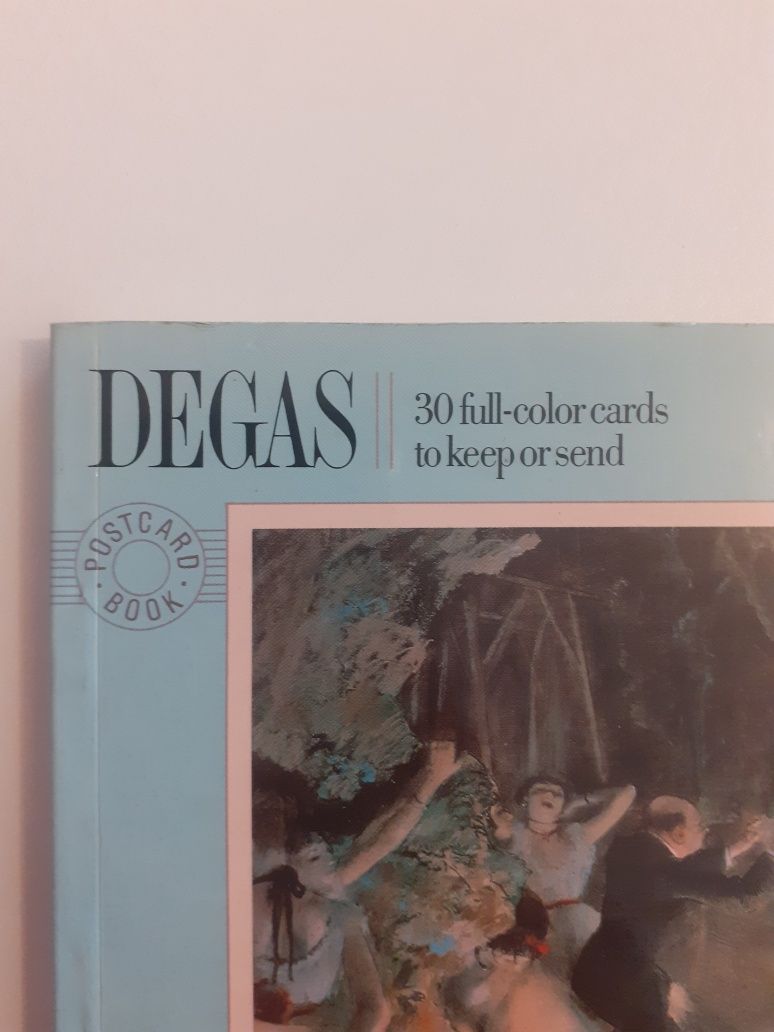 DEGAS
30 full-color cards
to keep or send
· POSTCARD ·
BOOK